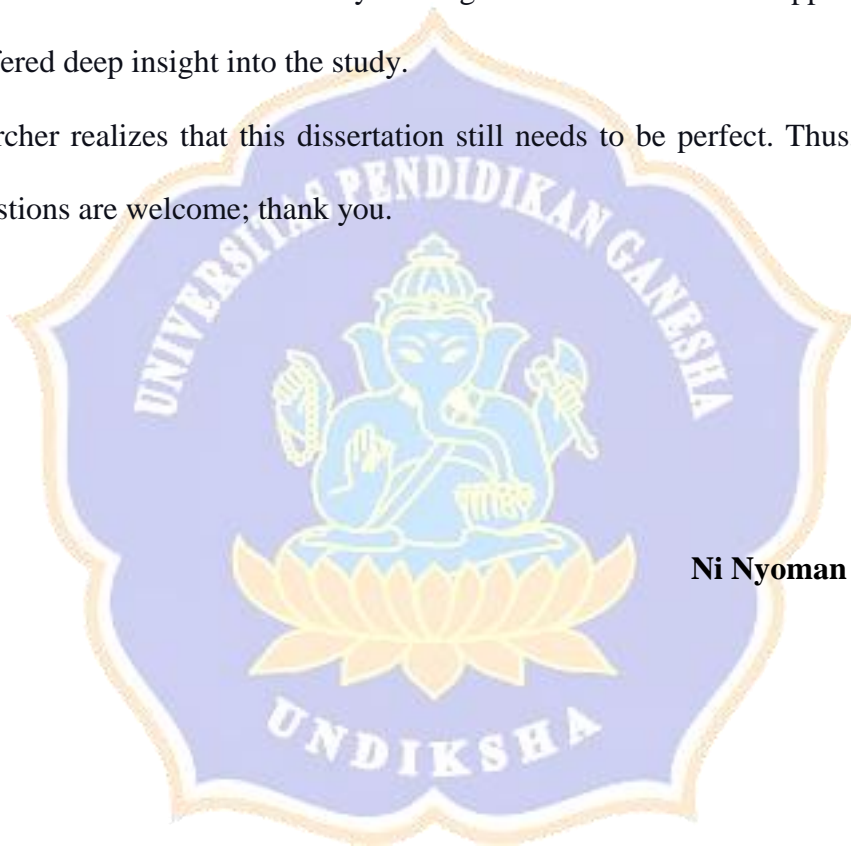 fered deep insight into the study.
rcher realizes that this dissertation still needs to be perfect. Thus
stions are welcome; thank you.
UNIVERSITAS PENDIDIKAN GANESHA
Ni Nyoman
UNDIKSHA